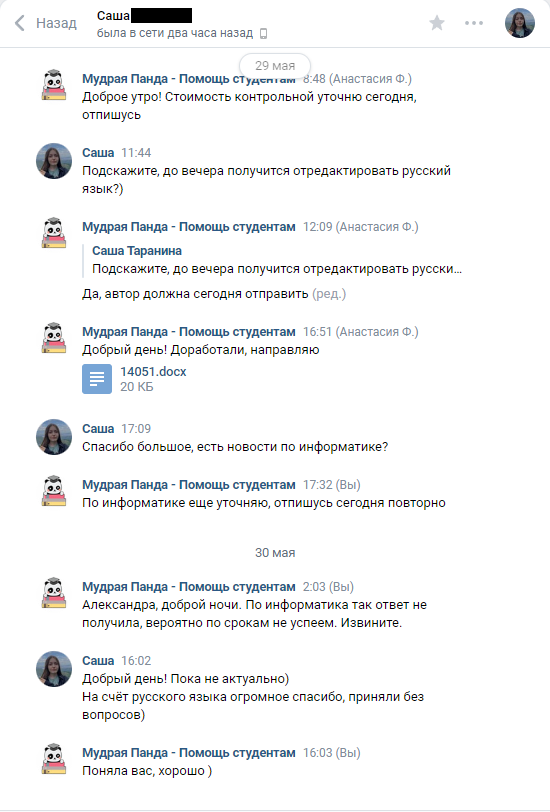 Назад
Саша
была в сети два часа назад
29 мая
Мудрая Панда - Помощь студентам 8:48 (Анастасия Ф.)
Доброе утро! Стоимость контрольной уточню сегодня,
отпишусь
Саша 11:44
Подскажите, до вечера получится отредактировать русский
язык?)
Мудрая Панда - Помощь студентам 12:09 (Анастасия Ф.)
Саша Таранина
Подскажите, до вечера получится отредактировать русски...
Да, автор должна сегодня отправить (ред.)
Мудрая Панда - Помощь студентам 16:51 (Анастасия Ф.)
Добрый день! Доработали, направляю
14051.docx
20 КБ
Саша 17:09
Спасибо большое, есть новости по информатике?
Мудрая Панда - Помощь студентам 17:32 (Вы)
По информатике еще уточняю, отпишусь сегодня повторно
30 мая
Мудрая Панда - Помощь студентам 2:03 (Вы)
Александра, доброй ночи. По информатика так ответ не
получила, вероятно по срокам не успеем. Извините.
Саша 16:02
Добрый день! Пока не актуально)
На счёт русского языка огромное спасибо, приняли без
вопросов)
Мудрая Панда - Помощь студентам 16:03 (Вы)
Поняла вас, хорошо )